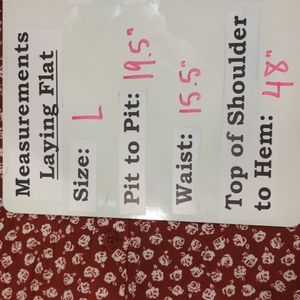 Measurements
Laying Flat
Size: L
Pit to Pit: 19.5"
Waist: 15.5"
Top of Shoulder
to Hem: 48"